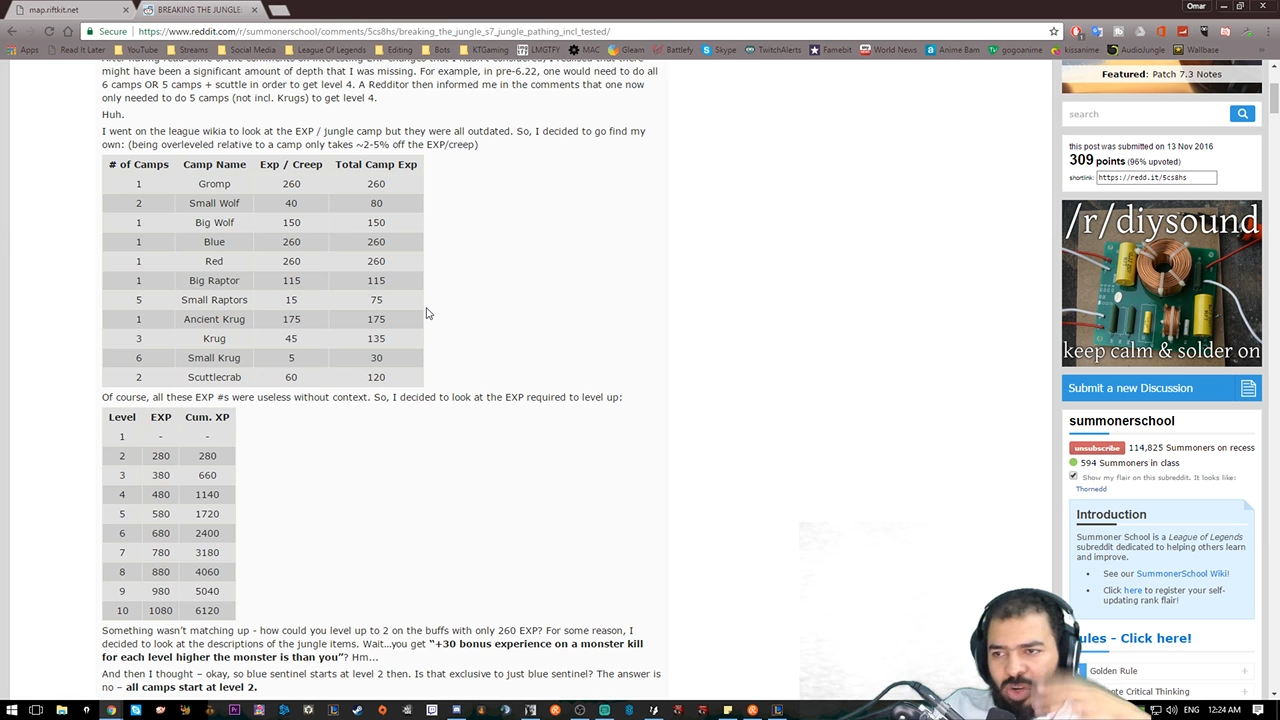 map.riftkit.net
BREAKING THE JUNGLE:
Omar
Secure
https://www.reddit.com/r/summonerschool/comments/5cs8hs/breaking_the_jungle_s7_jungle_pathing_incl_tested/
Apps Read It Later YouTube Streams Social Media League Of Legends Editing Bots KTGaming LMGTFY MAC Gleam Battlefy Skype TwitchAlerts Famebit Anime Bam gogoanime kissanime AudioJungle Wallbase
might have been a significant amount of depth that I was missing. For example, in pre-6.22, one would need to do all
6 camps OR 5 camps + scuttle in order to get level 4. A Redditor then informed me in the comments that one now
only needed to do 5 camps (not incl. Krugs) to get level 4.
Huh.
I went on the league wikia to look at the EXP / jungle camp but they were all outdated. So, I decided to go find my
own: (being overleveled relative to a camp only takes ~2-5% off the EXP/creep)
# of Camps Camp Name Exp / Creep Total Camp Exp
1 Gromp 260 260
2 Small Wolf 40 80
1 Big Wolf 150 150
1 Blue 260 260
1 Red 260 260
1 Big Raptor 115 115
5 Small Raptors 15 75
1 Ancient Krug 175 175
3 Krug 45 135
6 Small Krug 5 30
2 Scuttlecrab 60 120
Of course, all these EXP #s were useless without context. So, I decided to look at the EXP required to level up:
Level EXP Cum. XP
1 - -
2 280 280
3 380 660
4 480 1140
5 580 1720
6 680 2400
7 780 3180
8 880 4060
9 980 5040
10 1080 6120
Something wasn't matching up - how could you level up to 2 on the buffs with only 260 EXP? For some reason, I
decided to look at the descriptions of the jungle items. Wait...you get "+30 bonus experience on a monster kill
for each level higher the monster is than you"? Hm...
And then I thought – okay, so blue sentinel starts at level 2 then. Is that exclusive to just blue sentinel? The answer is
no – all camps start at level 2.
Featured: Patch 7.3 Notes
search
this post was submitted on 13 Nov 2016
309 points (96% upvoted)
shortlink: https://redd.it/5cs8hs
/r/diysound
keep calm & solder on
Submit a new Discussion
summonerschool
unsubscribe 114,825 Summoners on recess
594 Summoners in class
Show my flair on this subreddit. It looks like:
Thornedd
Introduction
Summoner School is a League of Legends
subreddit dedicated to helping others learn
and improve.
See our SummonerSchool Wiki!
Click here to register your self-
updating rank flair!
ules - Click here!
Golden Rule
ote Critical Thinking
12:24 AM